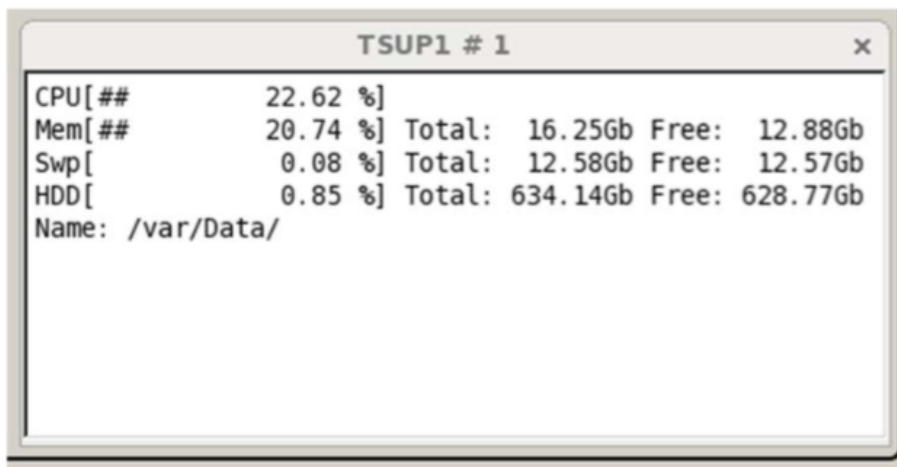 TSUP1 # 1 ×
CPU[##         22.62 %]
Mem[##         20.74 %] Total:  16.25Gb Free:  12.88Gb
Swp[            0.08 %] Total:  12.58Gb Free:  12.57Gb
HDD[            0.85 %] Total: 634.14Gb Free: 628.77Gb
Name: /var/Data/